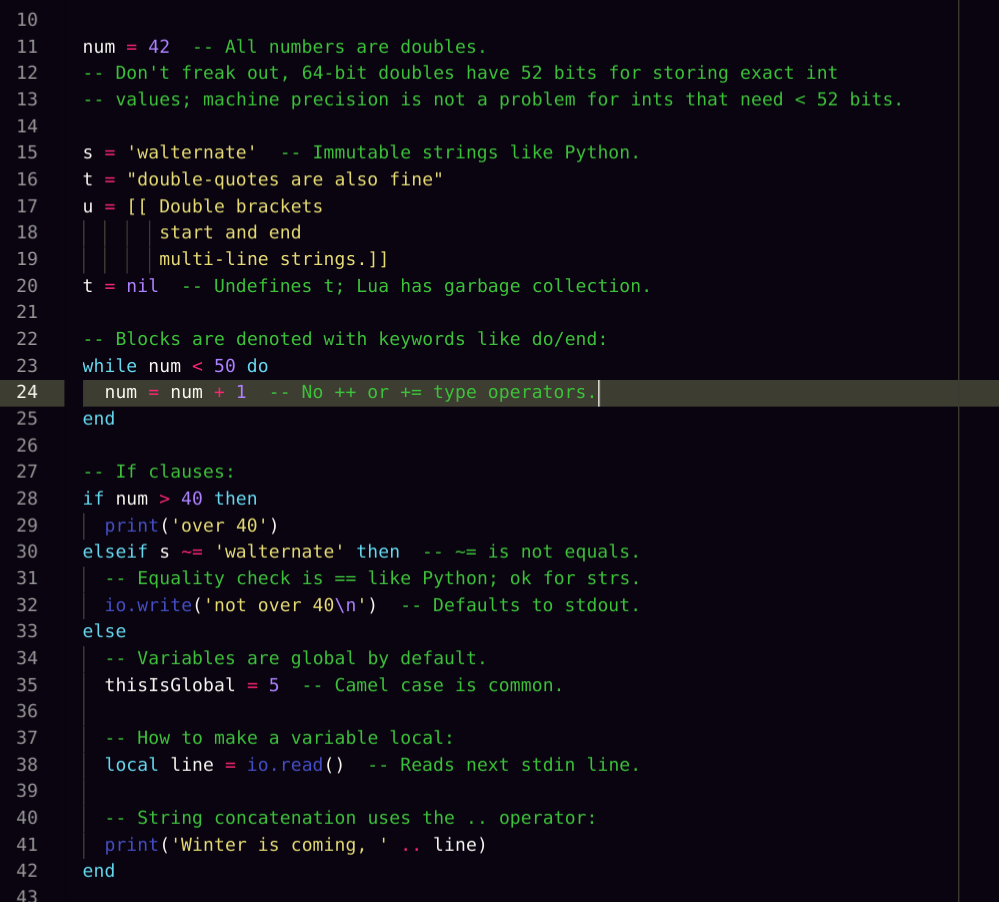 10
11 num = 42  -- All numbers are doubles.
12 -- Don't freak out, 64-bit doubles have 52 bits for storing exact int
13 -- values; machine precision is not a problem for ints that need < 52 bits.
14
15 s = 'walternate'  -- Immutable strings like Python.
16 t = "double-quotes are also fine"
17 u = [[ Double brackets
18        start and end
19        multi-line strings.]]
20 t = nil  -- Undefines t; Lua has garbage collection.
21
22 -- Blocks are denoted with keywords like do/end:
23 while num < 50 do
24   num = num + 1  -- No ++ or += type operators.
25 end
26
27 -- If clauses:
28 if num > 40 then
29   print('over 40')
30 elseif s ~= 'walternate' then  -- ~= is not equals.
31   -- Equality check is == like Python; ok for strs.
32   io.write('not over 40\n')  -- Defaults to stdout.
33 else
34   -- Variables are global by default.
35   thisIsGlobal = 5  -- Camel case is common.
36
37   -- How to make a variable local:
38   local line = io.read()  -- Reads next stdin line.
39
40   -- String concatenation uses the .. operator:
41   print('Winter is coming, ' .. line)
42 end
43